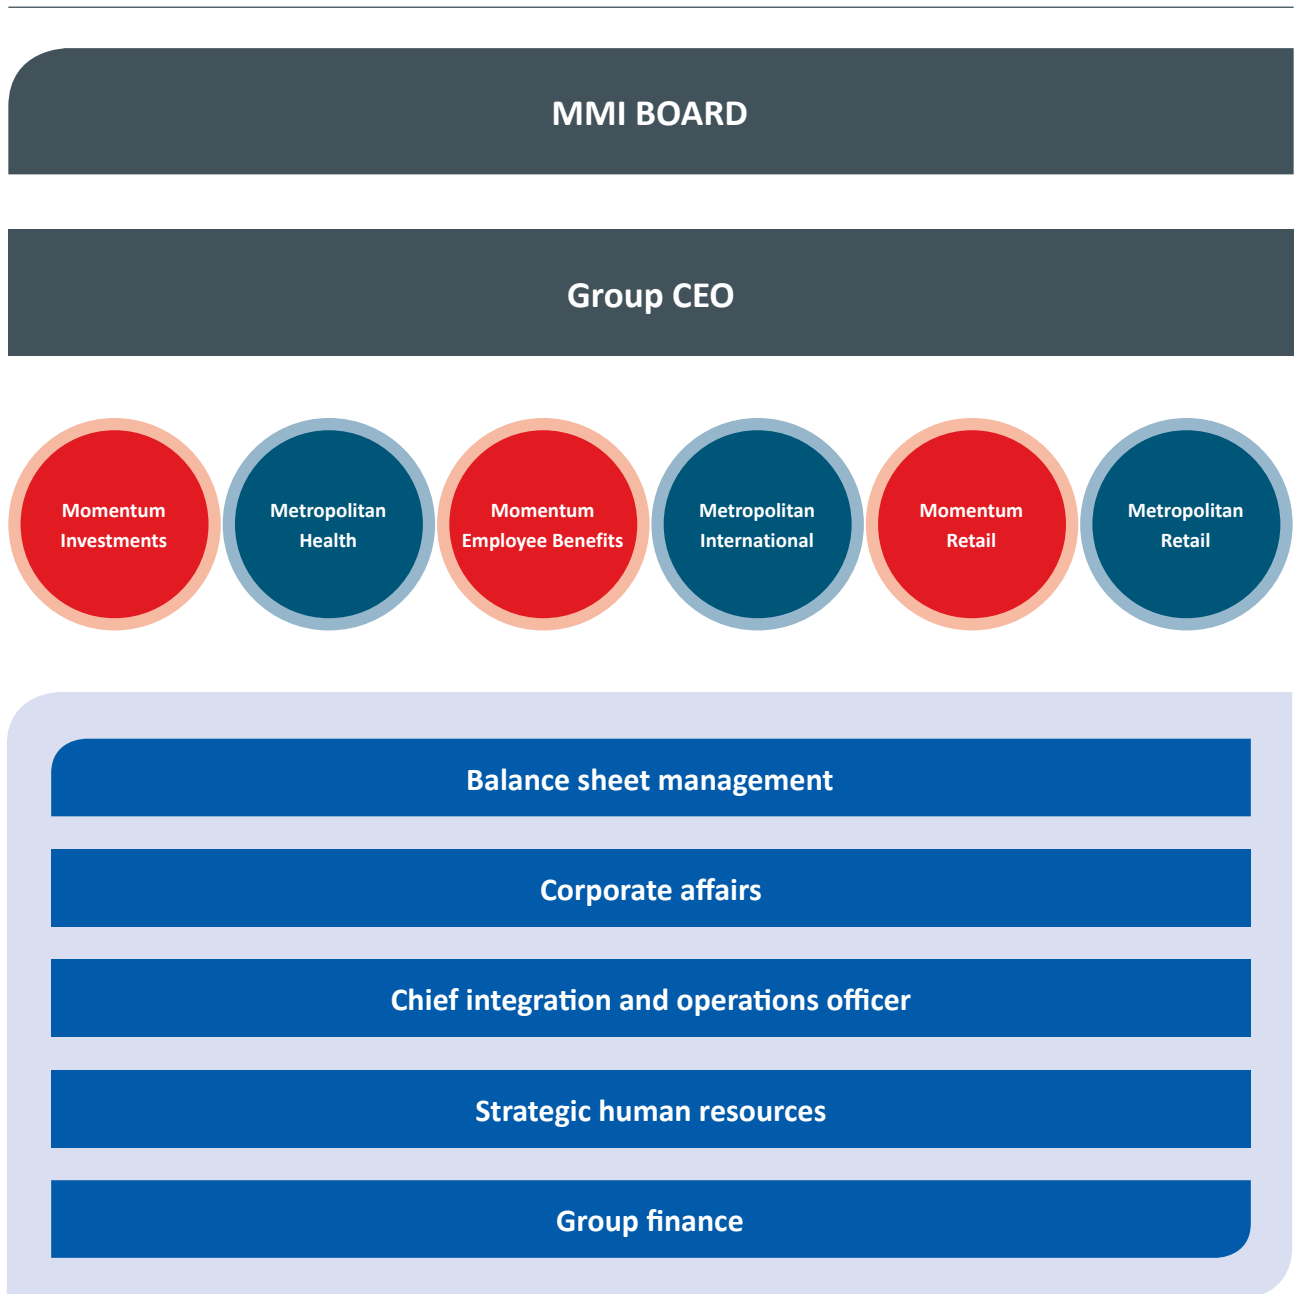 MMI BOARD
Group CEO
Momentum
Investments
Metropolitan
Health
Momentum
Employee Benefits
Metropolitan
International
Momentum
Retail
Metropolitan
Retail
Balance sheet management
Corporate affairs
Chief integration and operations officer
Strategic human resources
Group finance